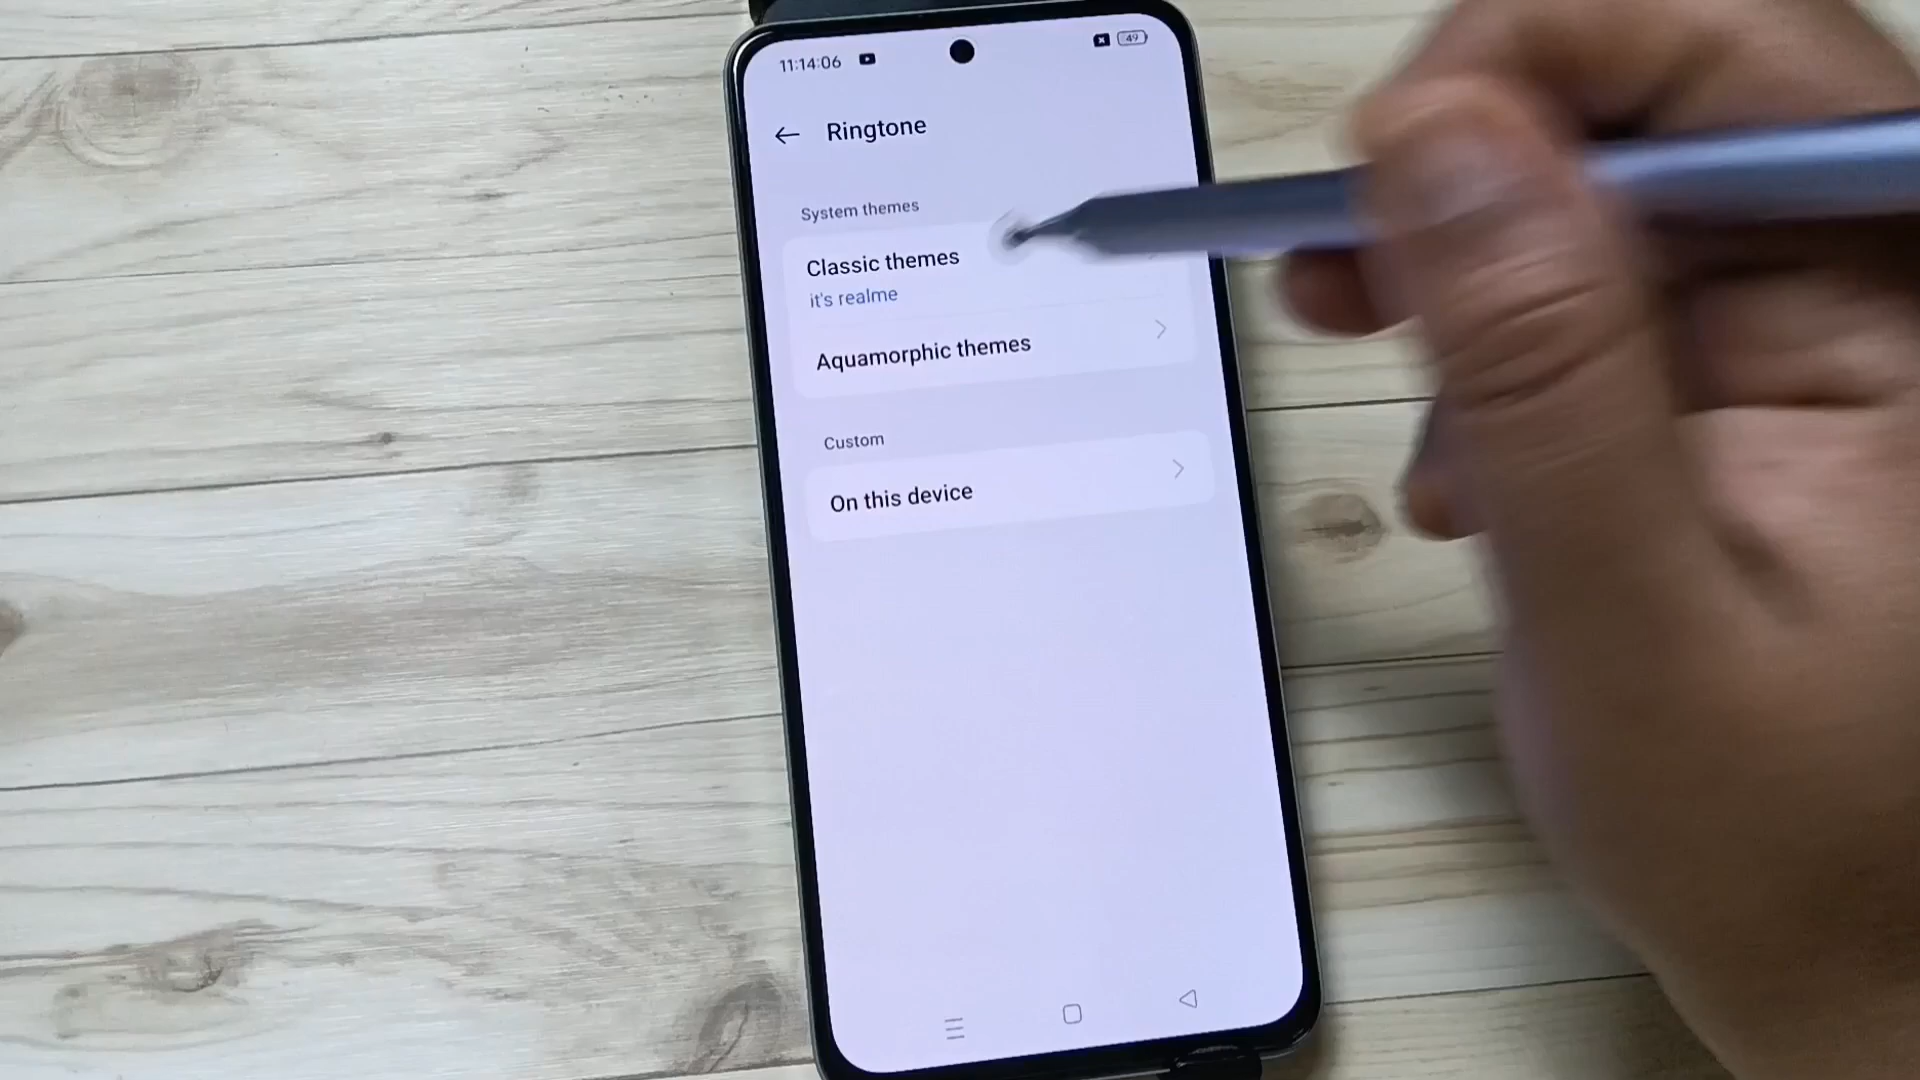 11:14:06
49
Ringtone
System themes
Classic themes
it's realme
Aquamorphic themes
Custom
On this device